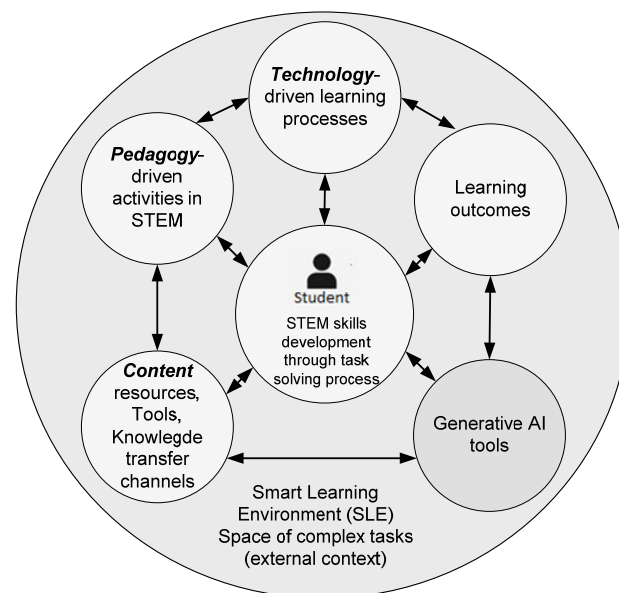 Technology-
driven learning
processes
Pedagogy-
driven
activities in
STEM
Learning
outcomes
Student
STEM skills
development
through task
solving process
Content
resources,
Tools,
Knowlegde
transfer
channels
Generative AI
tools
Smart Learning
Environment (SLE)
Space of complex tasks
(external context)